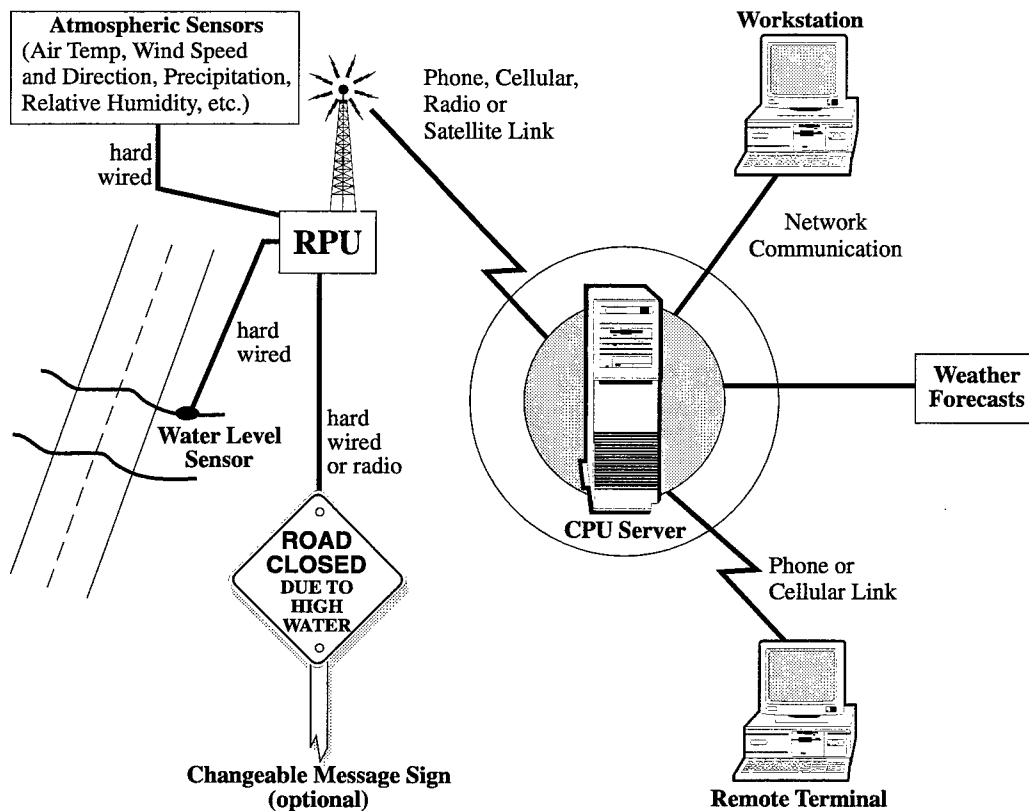 Atmospheric Sensors
(Air Temp, Wind Speed
and Direction, Precipitation,
Relative Humidity, etc.)
hard
wired
RPU
hard
wired
Water Level
Sensor
hard
wired
or radio
ROAD
CLOSED
DUE TO
HIGH
WATER
Changeable Message Sign
(optional)
Phone, Cellular,
Radio or
Satellite Link
Workstation
Network
Communication
CPU Server
Weather
Forecasts
Phone or
Cellular Link
Remote Terminal